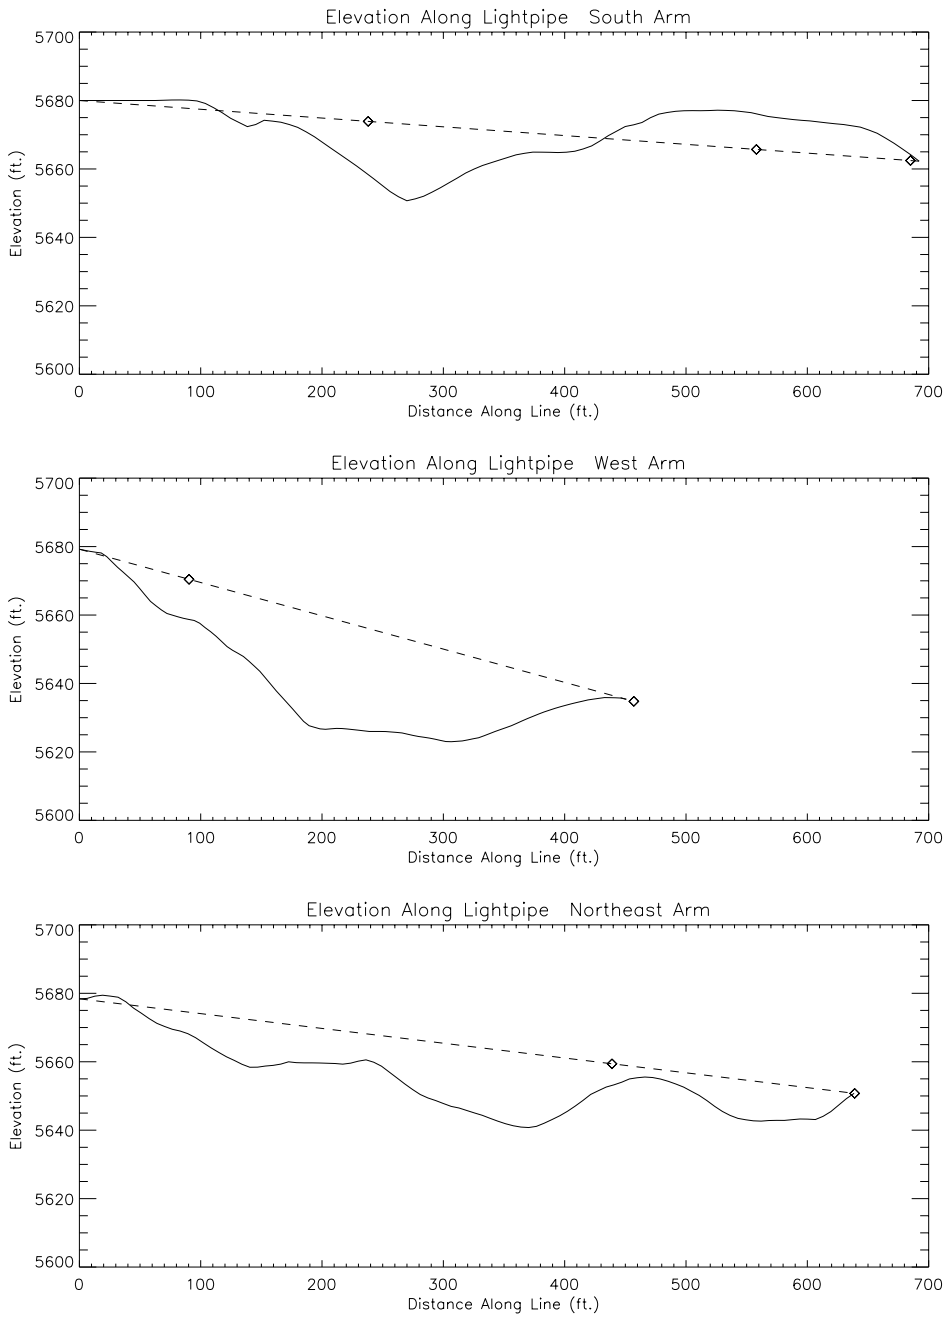 Elevation Along Lightpipe South Arm
5700
5680
5660
5640
5620
5600
Elevation (ft.)
0 100 200 300 400 500 600 700
Distance Along Line (ft.)
Elevation Along Lightpipe West Arm
5700
5680
5660
5640
5620
5600
Elevation (ft.)
0 100 200 300 400 500 600 700
Distance Along Line (ft.)
Elevation Along Lightpipe Northeast Arm
5700
5680
5660
5640
5620
5600
Elevation (ft.)
0 100 200 300 400 500 600 700
Distance Along Line (ft.)